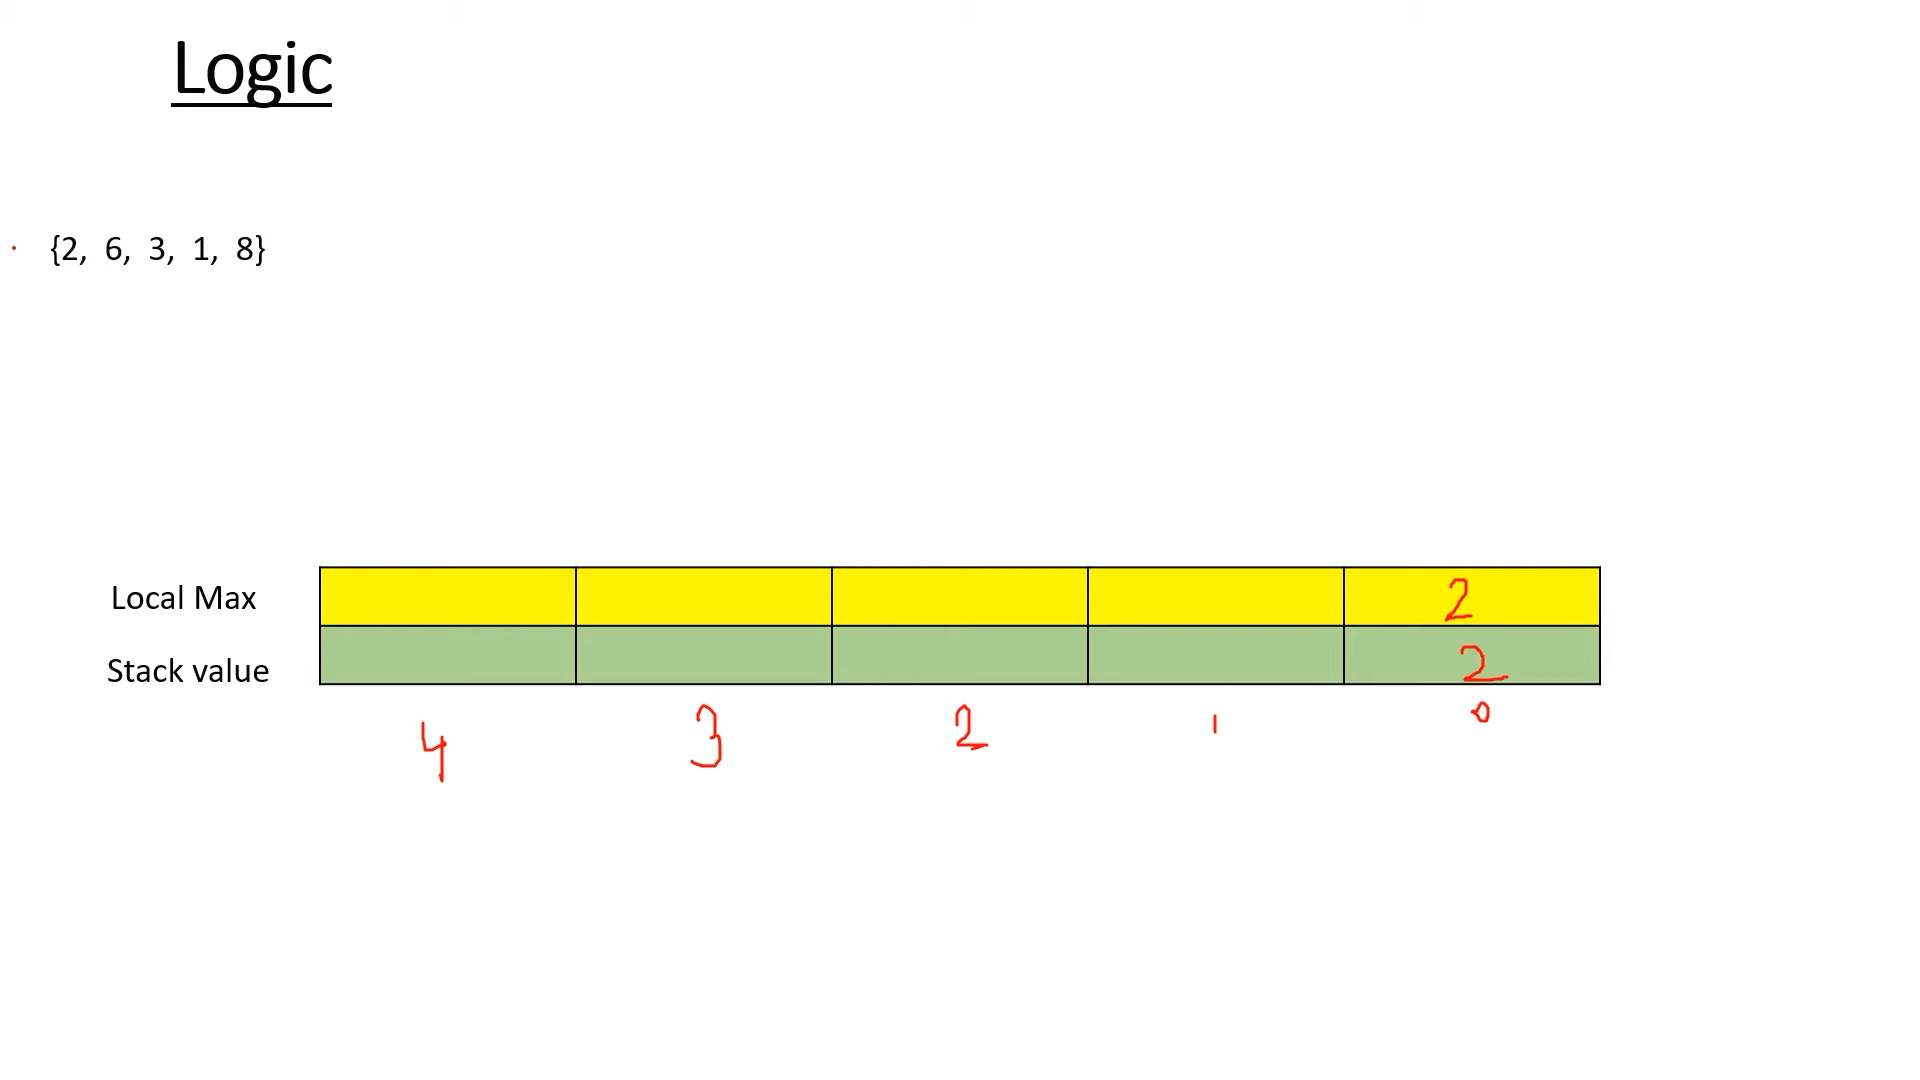 Logic
{2, 6, 3, 1, 8}
Local Max 2
Stack value 2
4 3 2 1 0